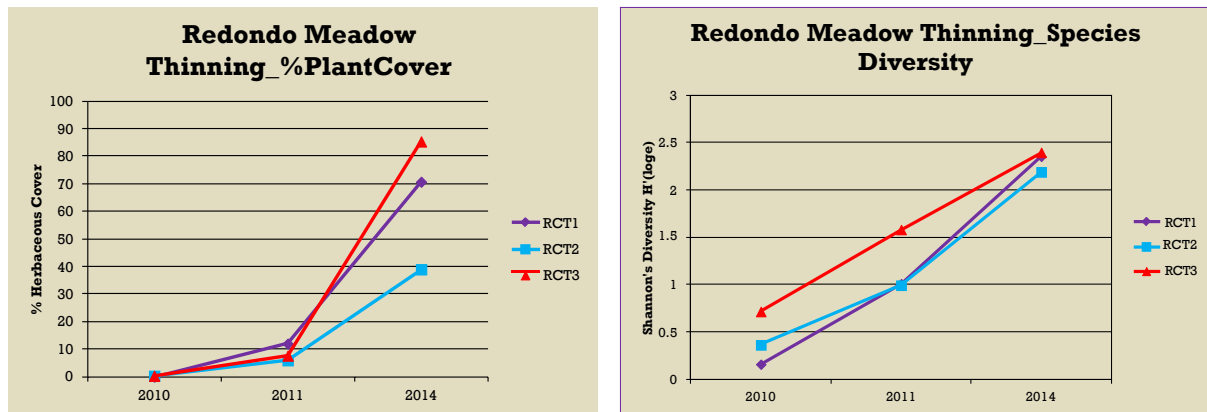 Redondo Meadow
Thinning_%PlantCover
% Herbaceous Cover
100
90
80
70
60
50
40
30
20
10
0
2010
2011
2014
RCT1
RCT2
RCT3
Redondo Meadow Thinning_Species
Diversity
Shannon's Diversity H'(loge)
3
2.5
2
1.5
1
0.5
0
2010
2011
2014
RCT1
RCT2
RCT3